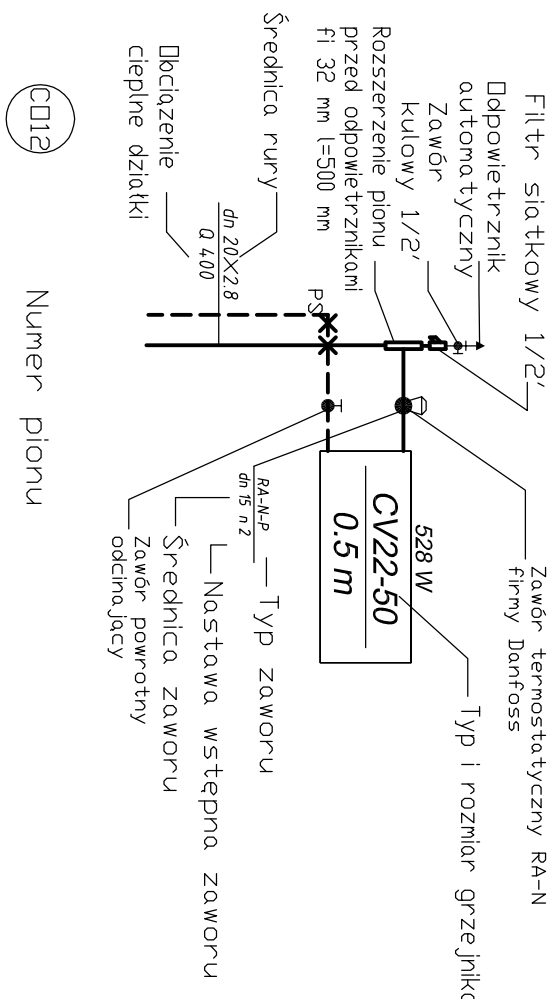 Filtr siatkowy 1/2'
Odpowietrznik
automatyczny
Zawór
kulowy 1/2'
Rozszerzenie pionu
przed odpowietrznikami
fi 32 mm l=500 mm
Średnica rury
Obciążenie
cieplne działki
CO12
Numer pionu
dn 20X2.8
Q 400
PS
528 W
CV22-50
0.5 m
RA-N-P
dn 15 n 2
Zawór termostatyczny RA-N
firmy Danfoss
Typ i rozmiar grzejnika
Typ zaworu
Nastawa wstępna zaworu
Średnica zaworu
Zawór powrotny
odcinający